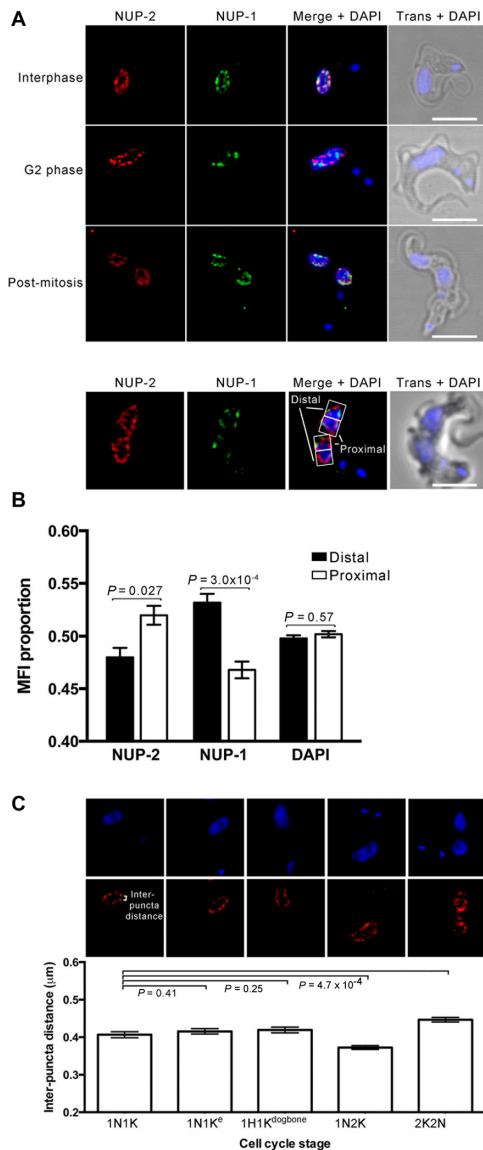 A
NUP-2 NUP-1 Merge + DAPI Trans + DAPI
Interphase
G2 phase
Post-mitosis
NUP-2 NUP-1 Merge + DAPI Trans + DAPI
Distal
Proximal
B
0.60
0.55
0.50
0.45
0.40
MFI proportion
P = 0.027
P = 3.0x10-4
P = 0.57
Distal
Proximal
NUP-2 NUP-1 DAPI
C
Inter-
puncta
distance
0.6
0.5
0.4
0.3
0.2
Inter-puncta distance (μm)
P = 0.41
P = 0.25
P = 4.7 x 10-4
1N1K 1N1Ke 1H1Kdogbone 1N2K 2K2N
Cell cycle stage